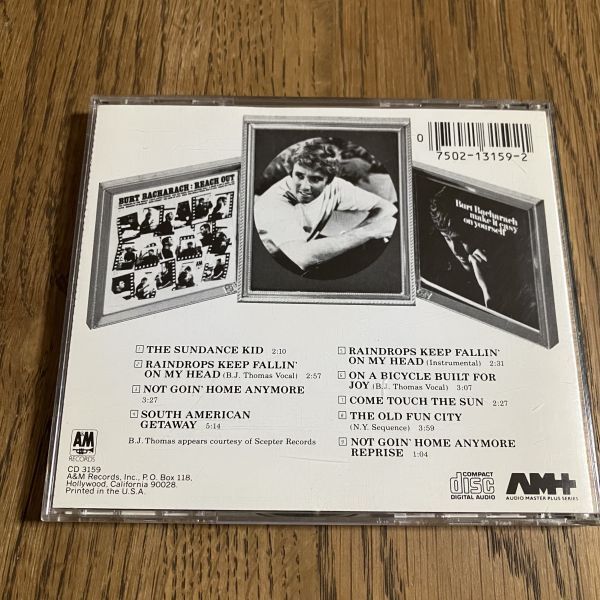 0
7502-13159-2
BURT BACHARACH: REACH OUT
Burt Bacharach
make it easy
on yourself
1 THE SUNDANCE KID 2:10
2 RAINDROPS KEEP FALLIN'
ON MY HEAD (B.J. Thomas Vocal) 2:57
3 NOT GOIN' HOME ANYMORE
3:27
4 SOUTH AMERICAN
GETAWAY 5:14
B.J. Thomas appears courtesy of Scepter Records
5 RAINDROPS KEEP FALLIN'
ON MY HEAD (Instrumental) 2:31
6 ON A BICYCLE BUILT FOR
JOY (B.J. Thomas Vocal) 3:07
7 COME TOUCH THE SUN 2:27
8 THE OLD FUN CITY
(N.Y. Sequence) 3:59
9 NOT GOIN' HOME ANYMORE
REPRISE 1:04
A&M
RECORDS
CD 3159
A&M Records, Inc., P.O. Box 118,
Hollywood, California 90028.
Printed in the U.S.A.
COMPACT
disc
DIGITAL AUDIO
AM+
AUDIO MASTER PLUS SERIES